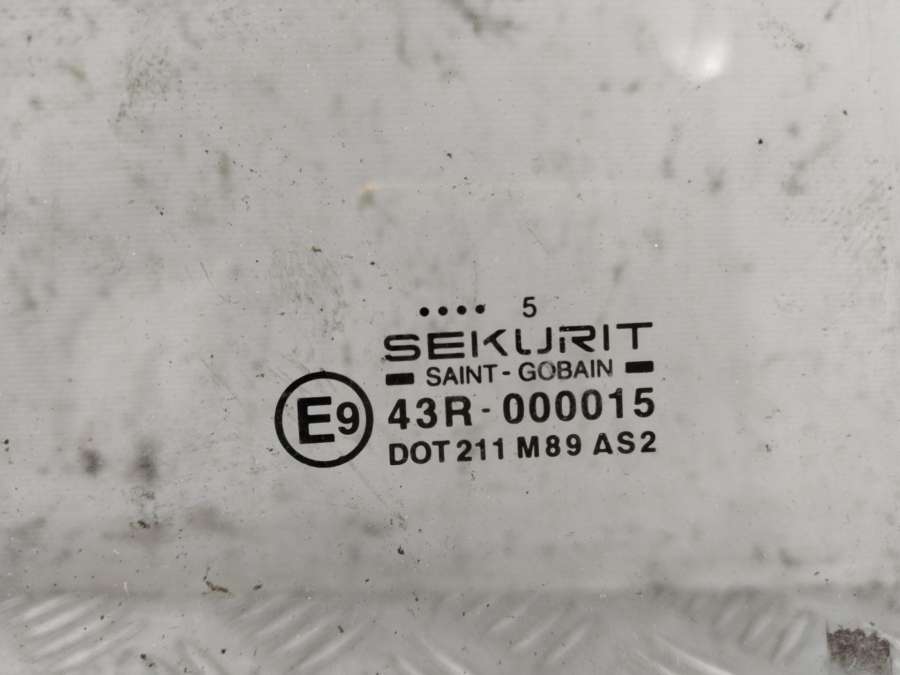 .... 5
SEKURIT
SAINT - GOBAIN
E9 43R - 000015
DOT 211 M89 AS2